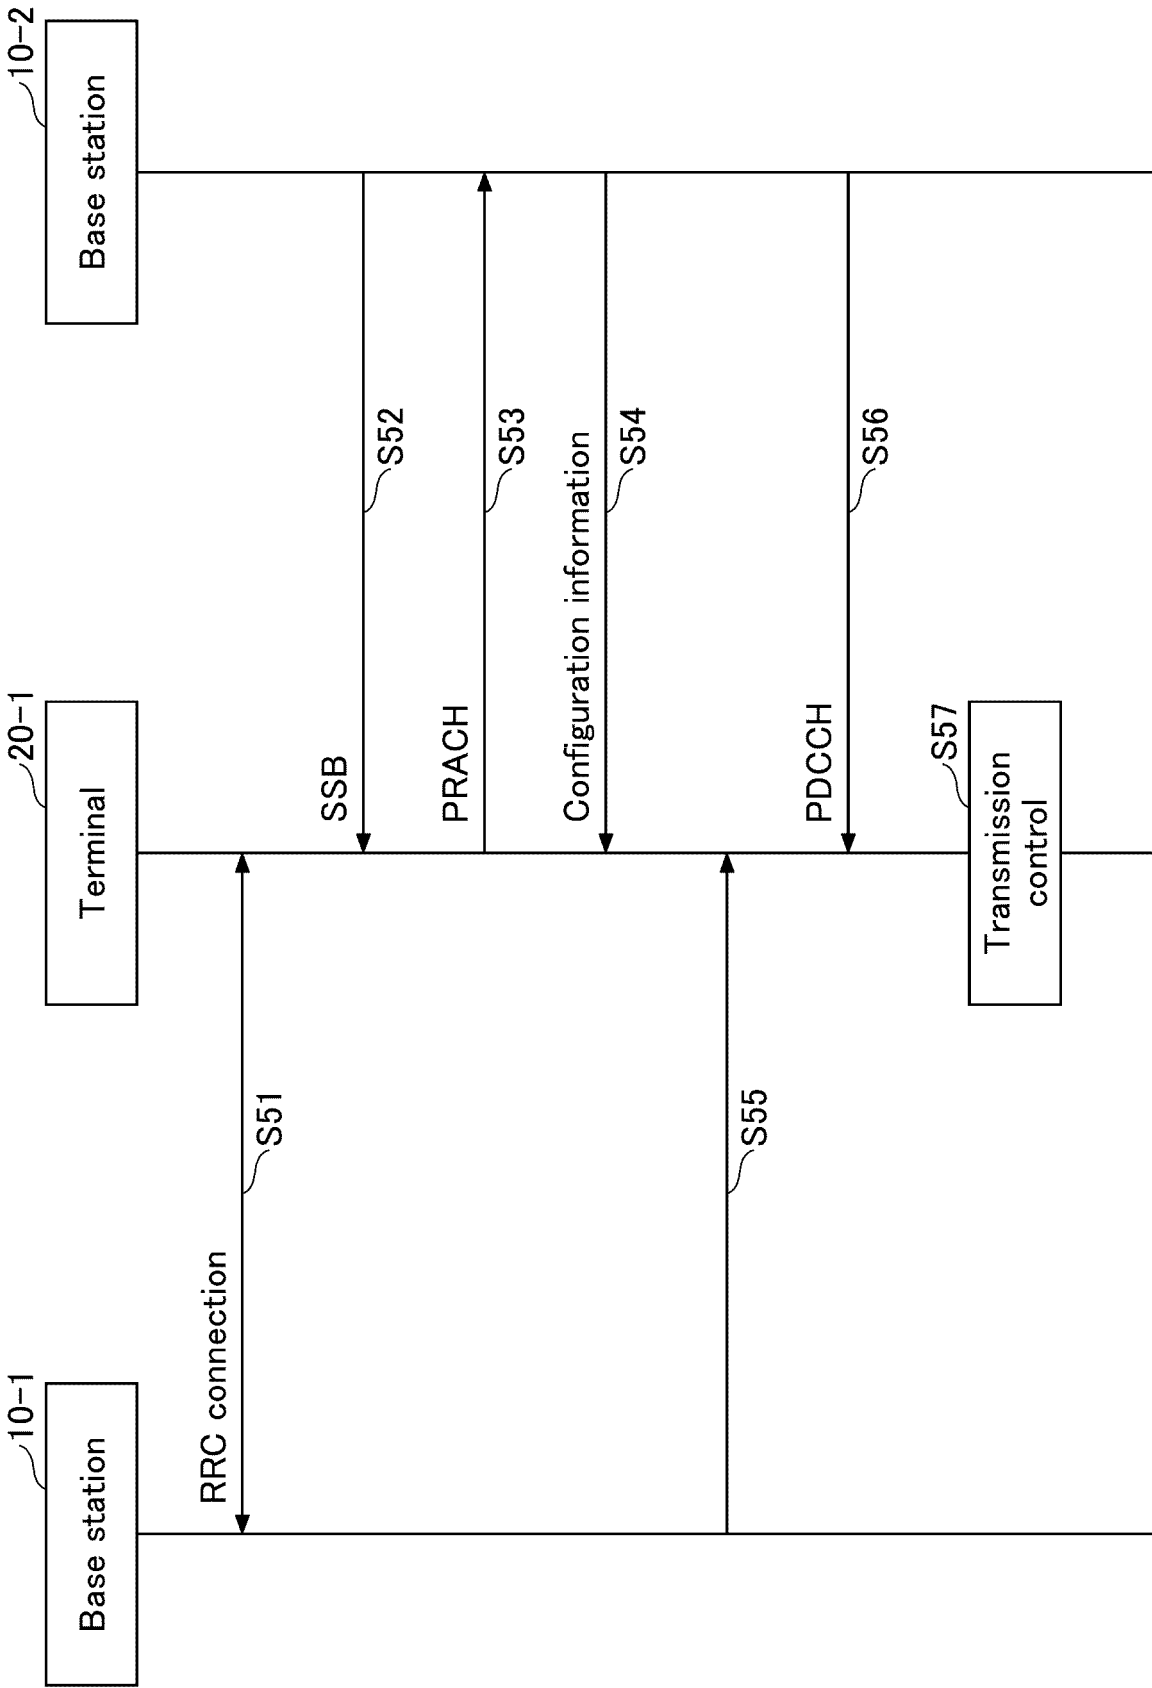 10-1
20-1
10-2
Base station
Terminal
Base station
RRC connection
S51
SSB
S52
PRACH
S53
Configuration information
S54
S55
PDCCH
S56
S57
Transmission
control